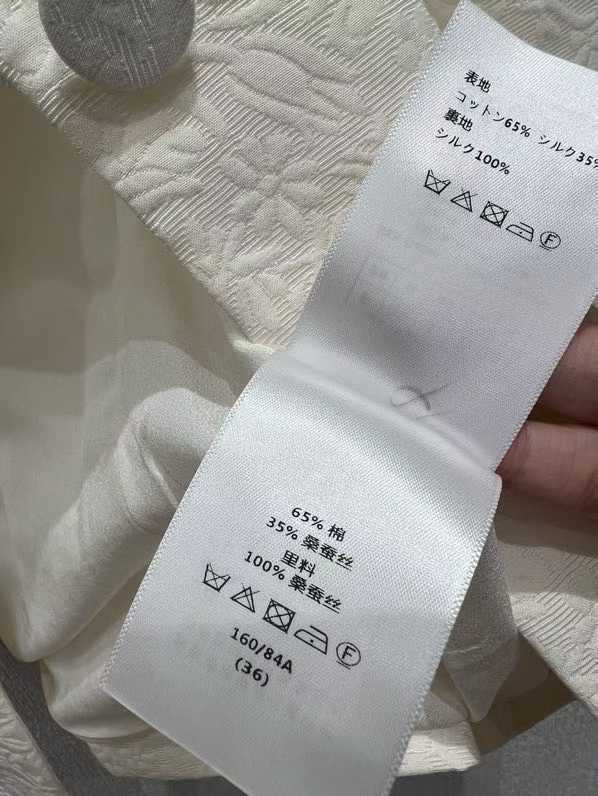 表地
コットン65% シルク35%
裏地
シルク100%
F
65% 棉
35% 桑蚕丝
里料
100% 桑蚕丝
F
160/84A
(36)